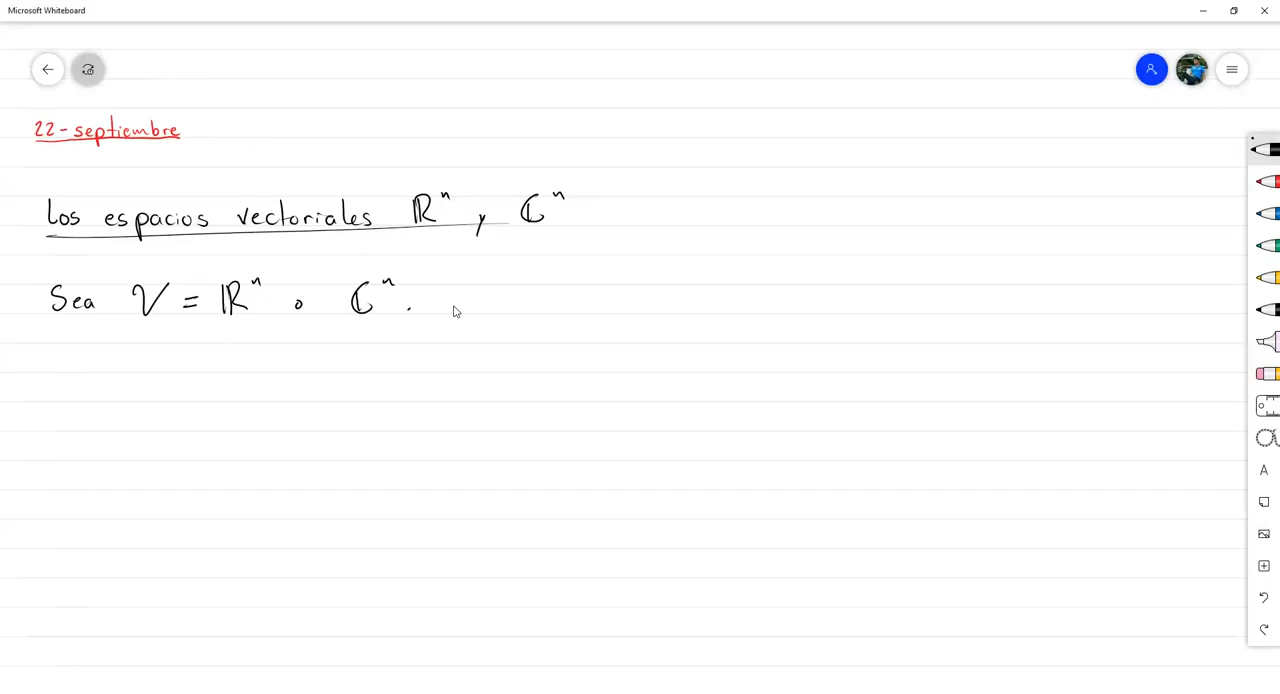 Microsoft Whiteboard
22-septiembre
Los espacios vectoriales ℝⁿ y ℂⁿ
Sea V = ℝⁿ o ℂⁿ.
A